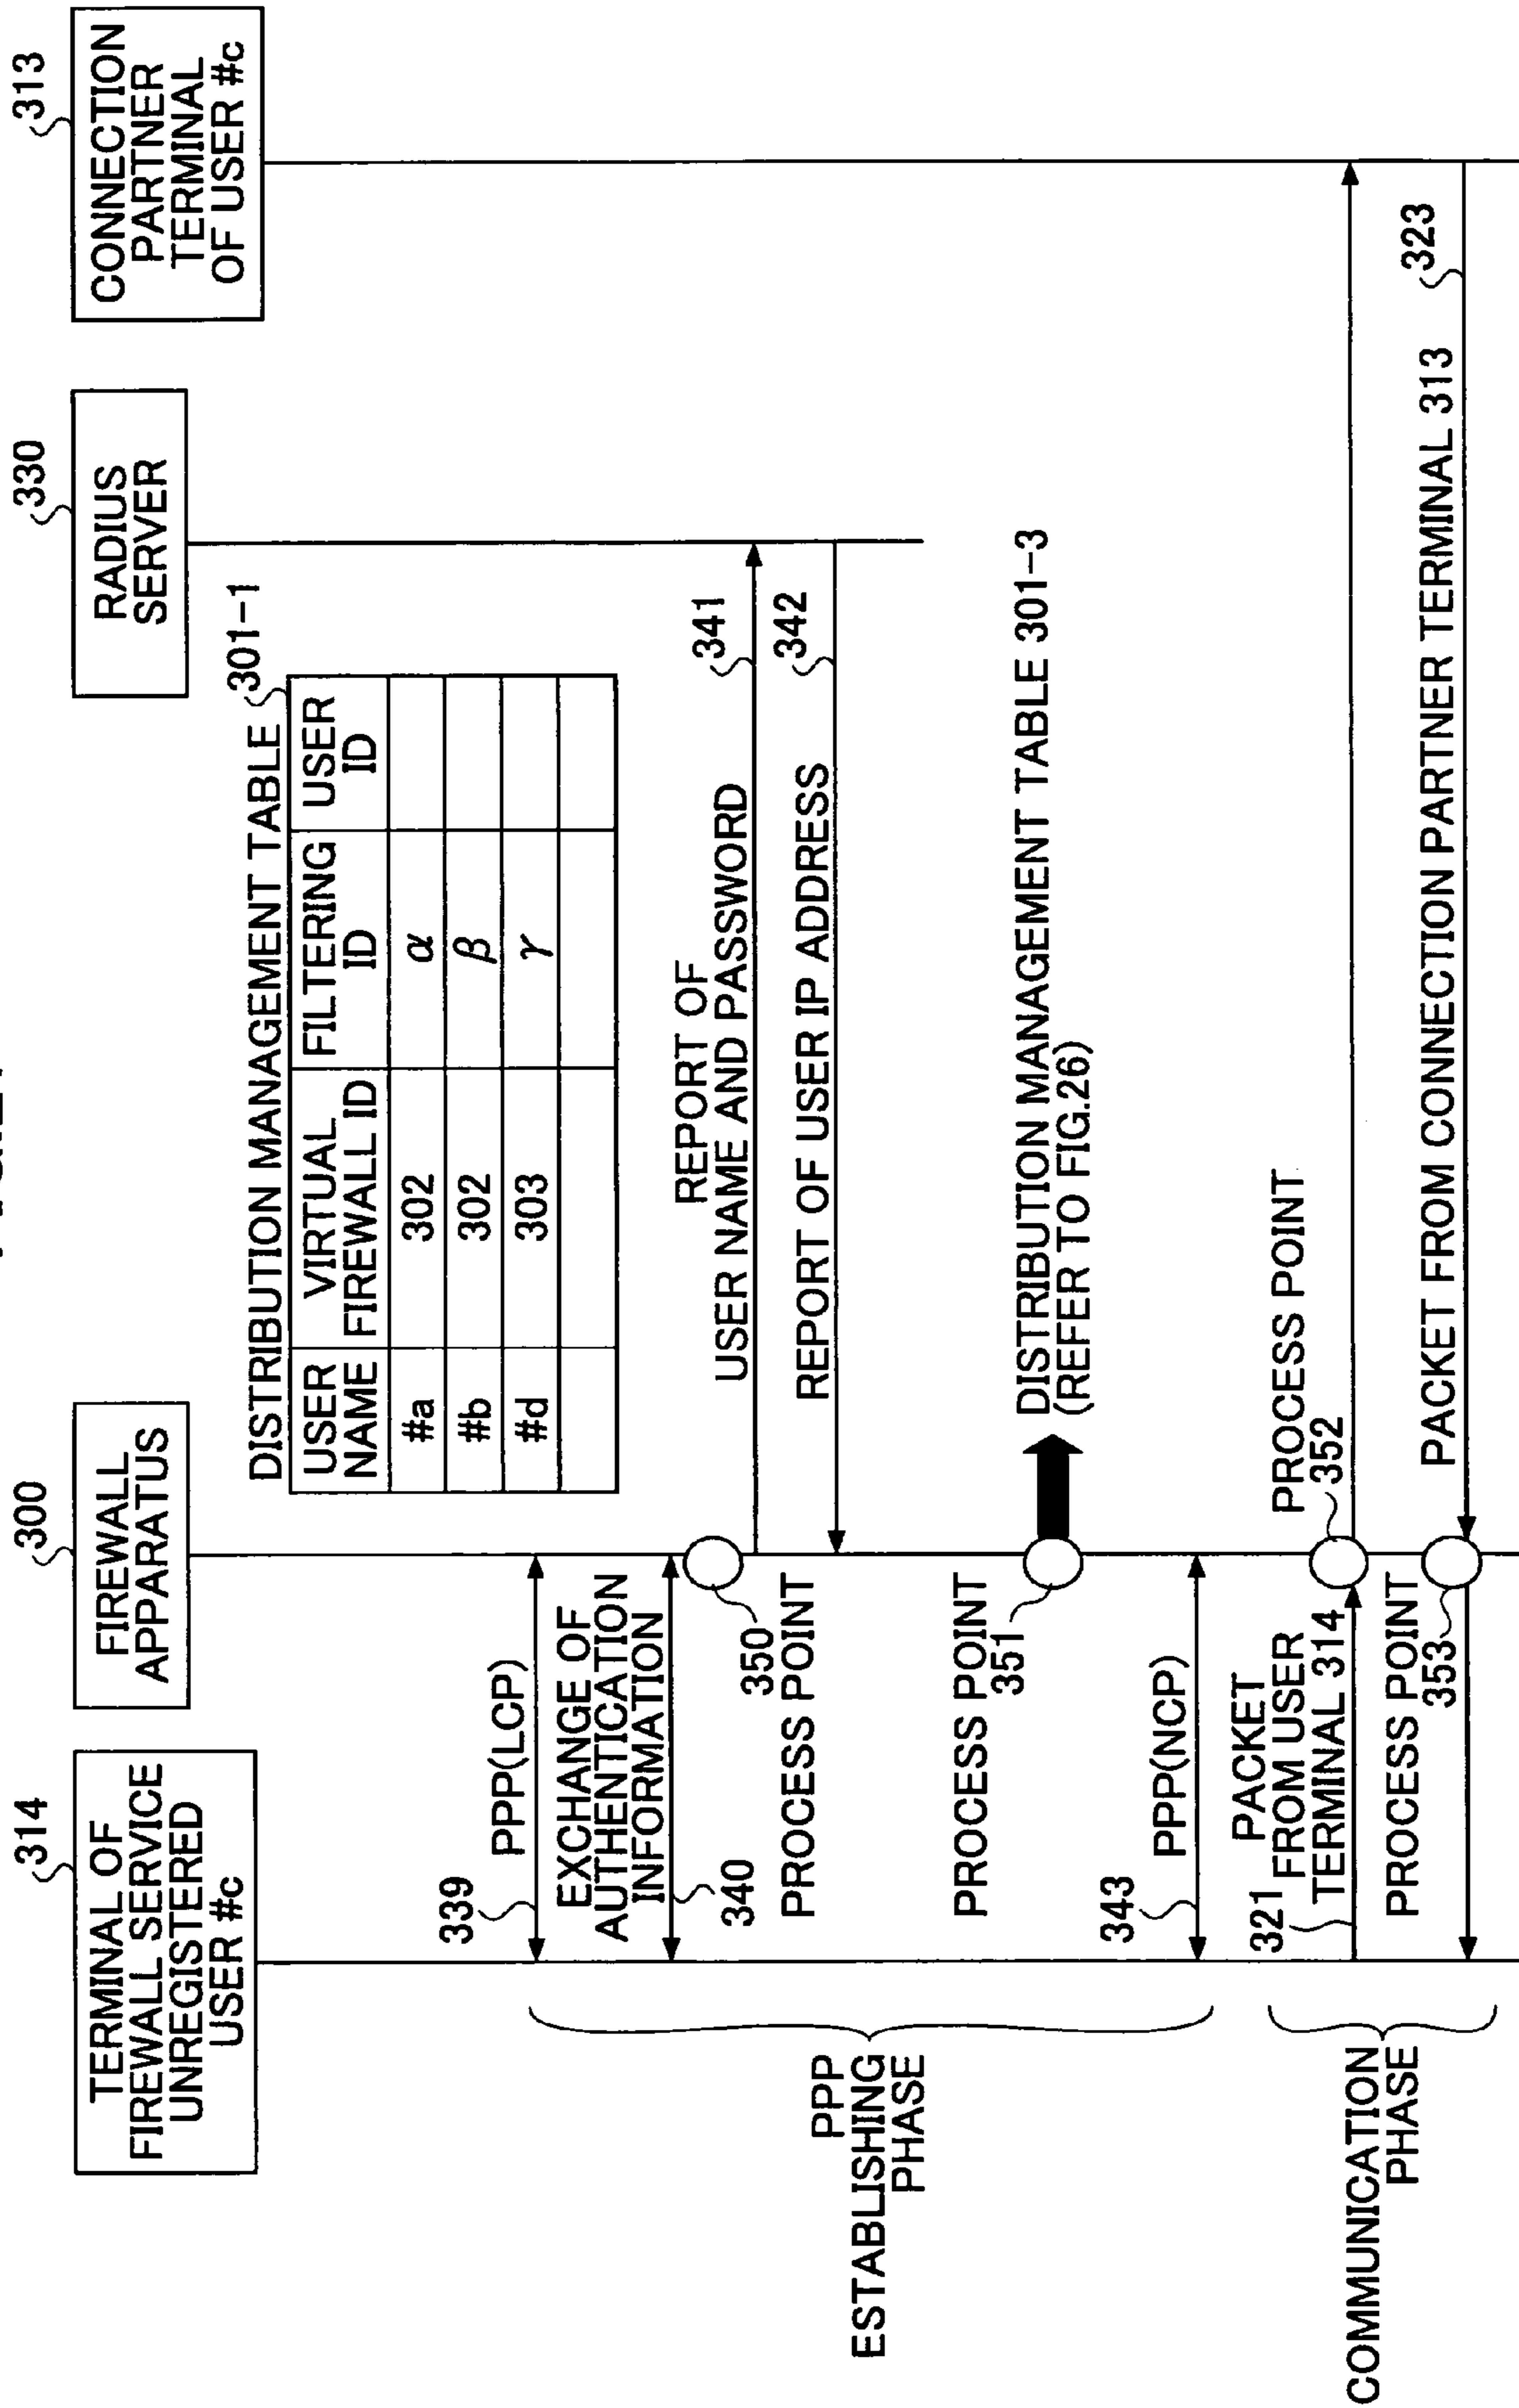 314
TERMINAL OF
FIREWALL SERVICE
UNREGISTERED
USER #c
300
FIREWALL
APPARATUS
330
RADIUS
SERVER
313
CONNECTION
PARTNER
TERMINAL
OF USER #c
DISTRIBUTION MANAGEMENT TABLE 301-1
USER NAME VIRTUAL FIREWALL ID FILTERING ID USER ID
#a 302 α
#b 302 β
#d 303 γ
339
PPP(LCP)
EXCHANGE OF
AUTHENTICATION
INFORMATION
340
350
PROCESS POINT
REPORT OF
USER NAME AND PASSWORD
341
REPORT OF USER IP ADDRESS
342
PROCESS POINT
351
DISTRIBUTION MANAGEMENT TABLE 301-3
(REFER TO FIG.26)
343
PPP(NCP)
PPP
ESTABLISHING
PHASE
321
PACKET
FROM USER
TERMINAL 314
PROCESS POINT
352
PROCESS POINT
353
PACKET FROM CONNECTION PARTNER TERMINAL 313
323
COMMUNICATION
PHASE